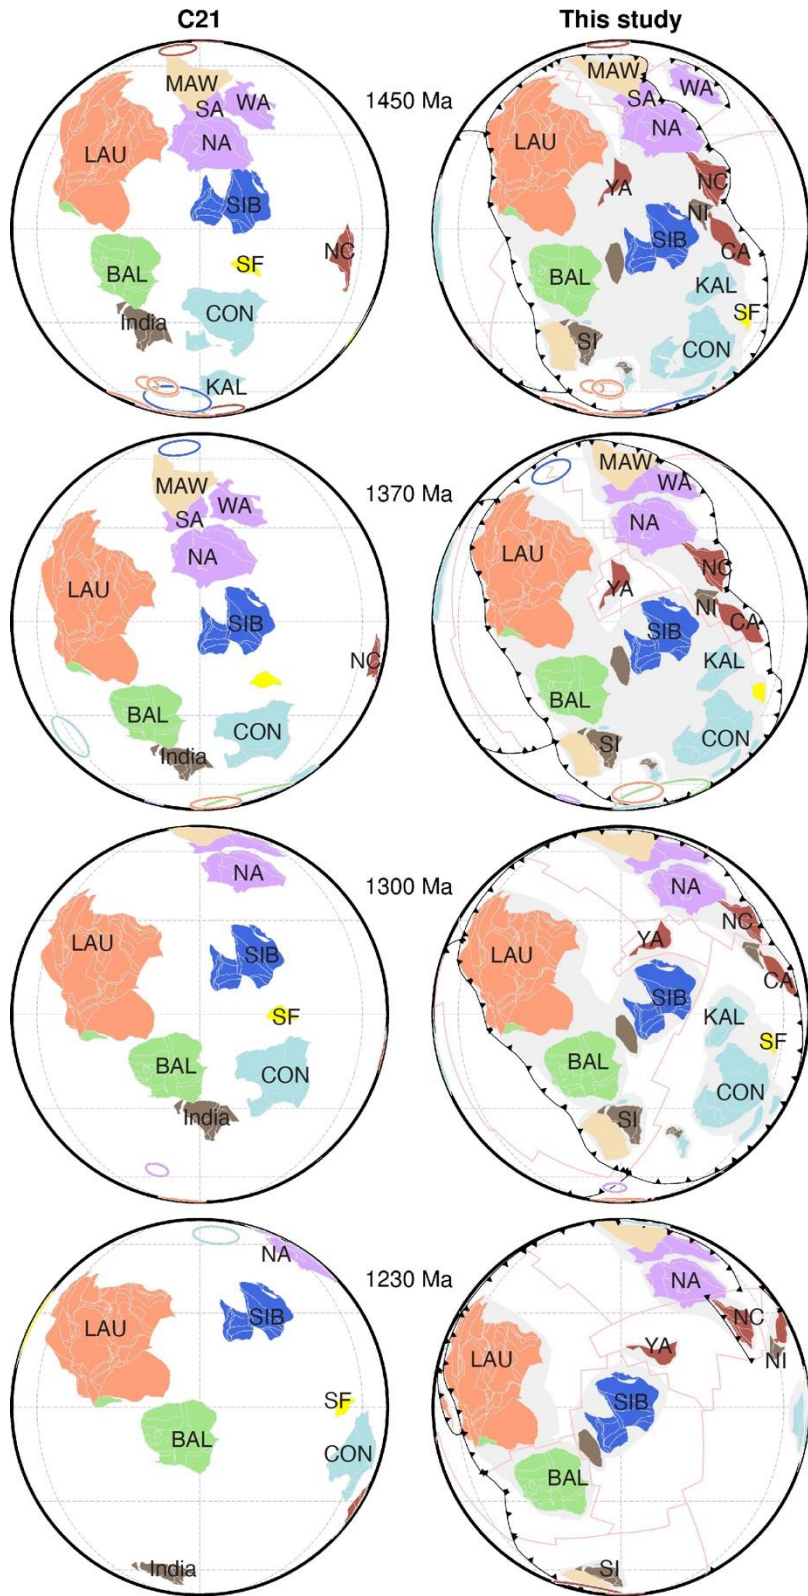 C21
This study
1450 Ma
MAW
SA
WA
LAU
NA
SIB
NC
BAL
SF
India
CON
KAL
MAW
SA
WA
LAU
NA
YA
NC
NI
SIB
CA
BAL
KAL
SF
SI
CON
1370 Ma
MAW
WA
SA
NA
LAU
SIB
NC
BAL
CON
India
MAW
WA
NA
LAU
NC
YA
NI
CA
SIB
KAL
BAL
SI
CON
1300 Ma
NA
LAU
SIB
SF
BAL
CON
India
NA
NC
YA
LAU
CA
SIB
KAL
SF
BAL
CON
SI
1230 Ma
NA
SIB
LAU
SF
BAL
CON
India
NA
NC
YA
NI
LAU
SIB
BAL
SI